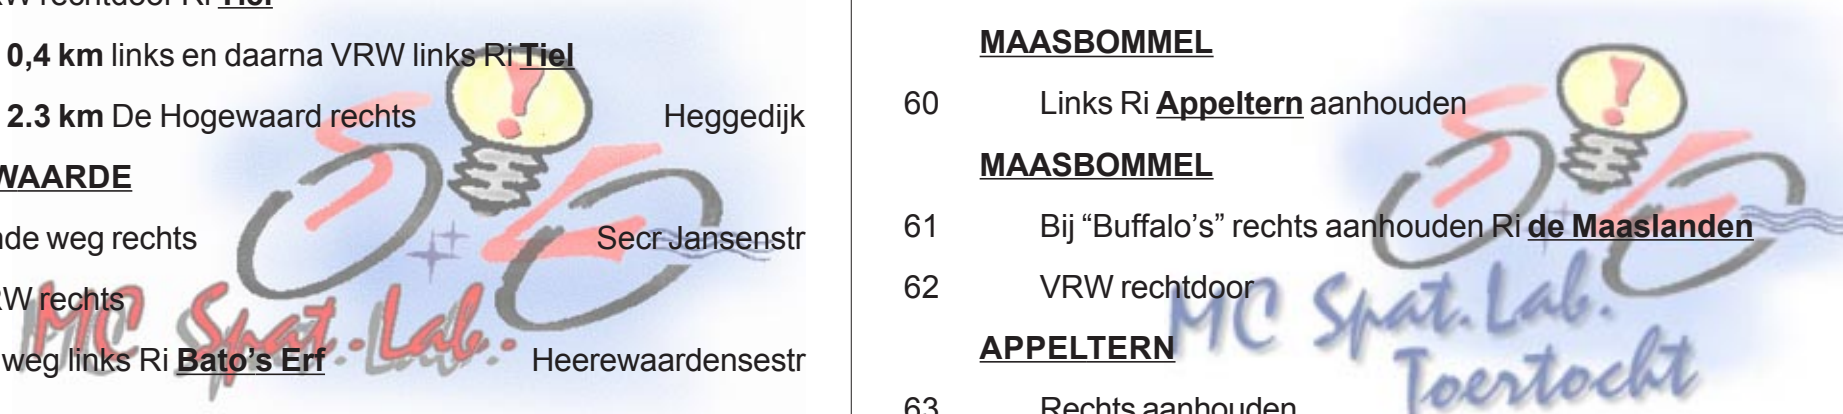 rechtdoor Ri Tiel
0,4 km links en daarna VRW links Ri Tiel
2.3 km De Hogewaard rechts Heggedijk
WAARDE
nde weg rechts Secr Jansenstr
W rechts
weg links Ri Bato's Erf Heerewaardensestr
MC Spat. Lab.
MAASBOMMEL
60 Links Ri Appeltern aanhouden
MAASBOMMEL
61 Bij “Buffalo’s” rechts aanhouden Ri de Maaslanden
62 VRW rechtdoor
APPELTERN
63 Rechts aanhouden
MC Spat. Lab.
Toertocht